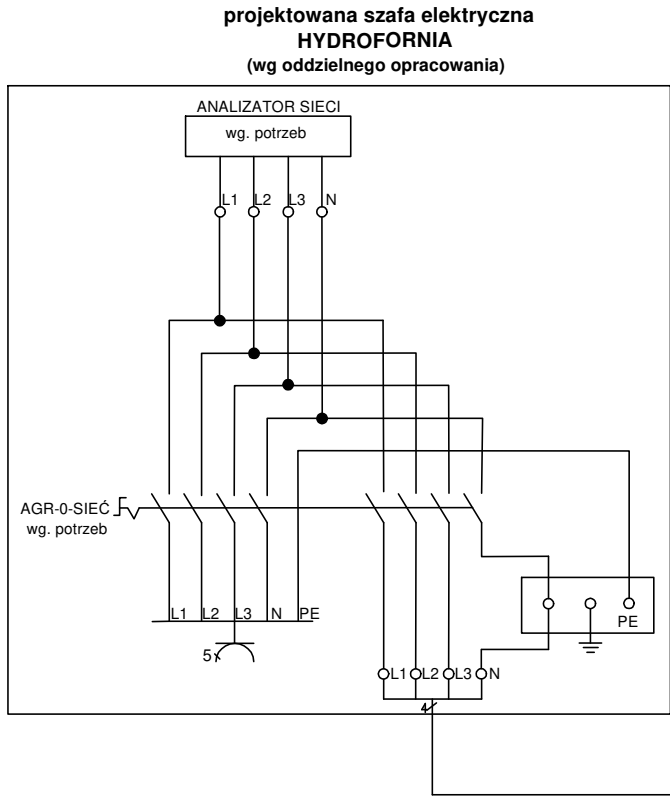 projektowana szafa elektryczna
HYDROFORNIA
(wg oddzielnego opracowania)
ANALIZATOR SIECI
wg. potrzeb
L1 L2 L3 N
AGR-0-SIEĆ
wg. potrzeb
L1 L2 L3 N PE
PE
5
L1 L2 L3 N
4